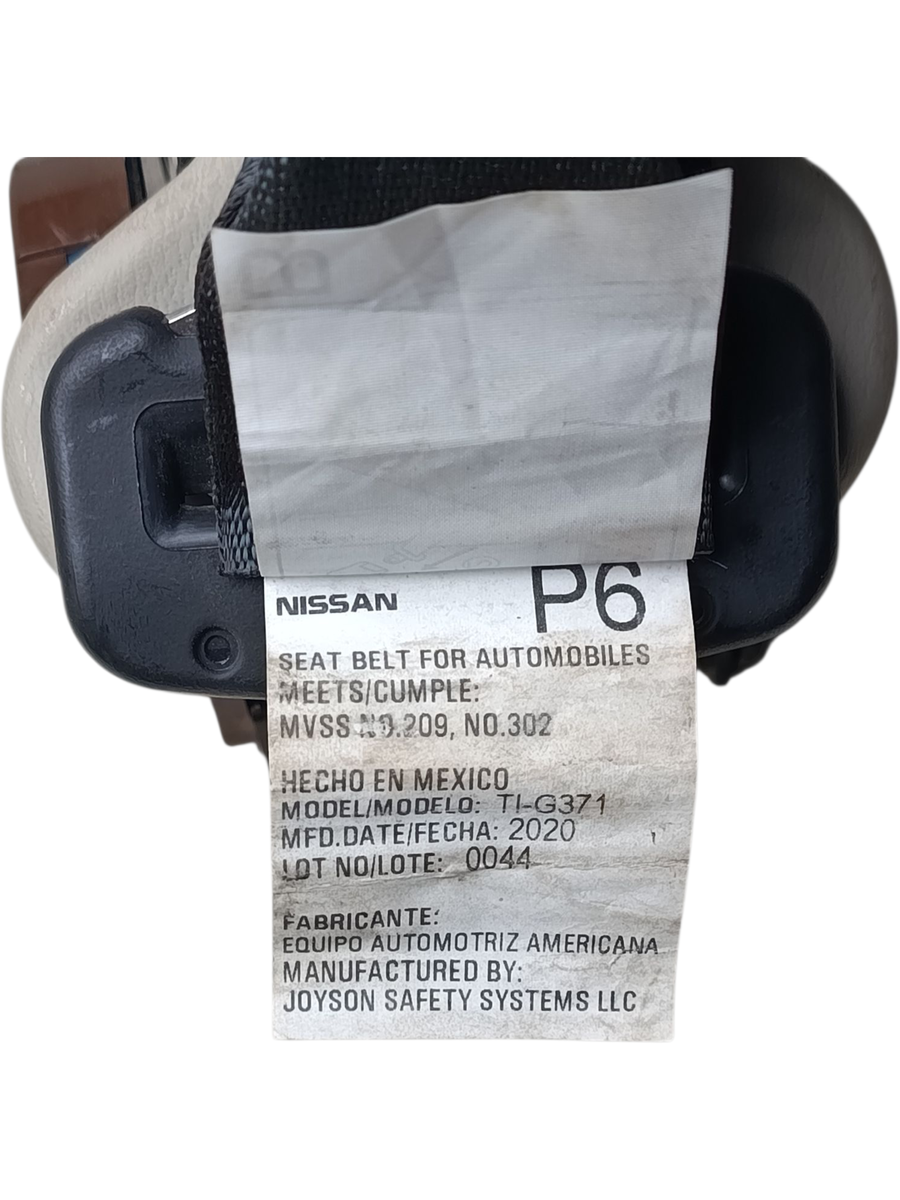 NISSAN
P6
SEAT BELT FOR AUTOMOBILES
MEETS/CUMPLE:
MVSS NO.209, NO.302
HECHO EN MEXICO
MODEL/MODELO: TI-G371
MFD.DATE/FECHA: 2020
LOT NO/LOTE: 0044
FABRICANTE:
EQUIPO AUTOMOTRIZ AMERICANA
MANUFACTURED BY:
JOYSON SAFETY SYSTEMS LLC